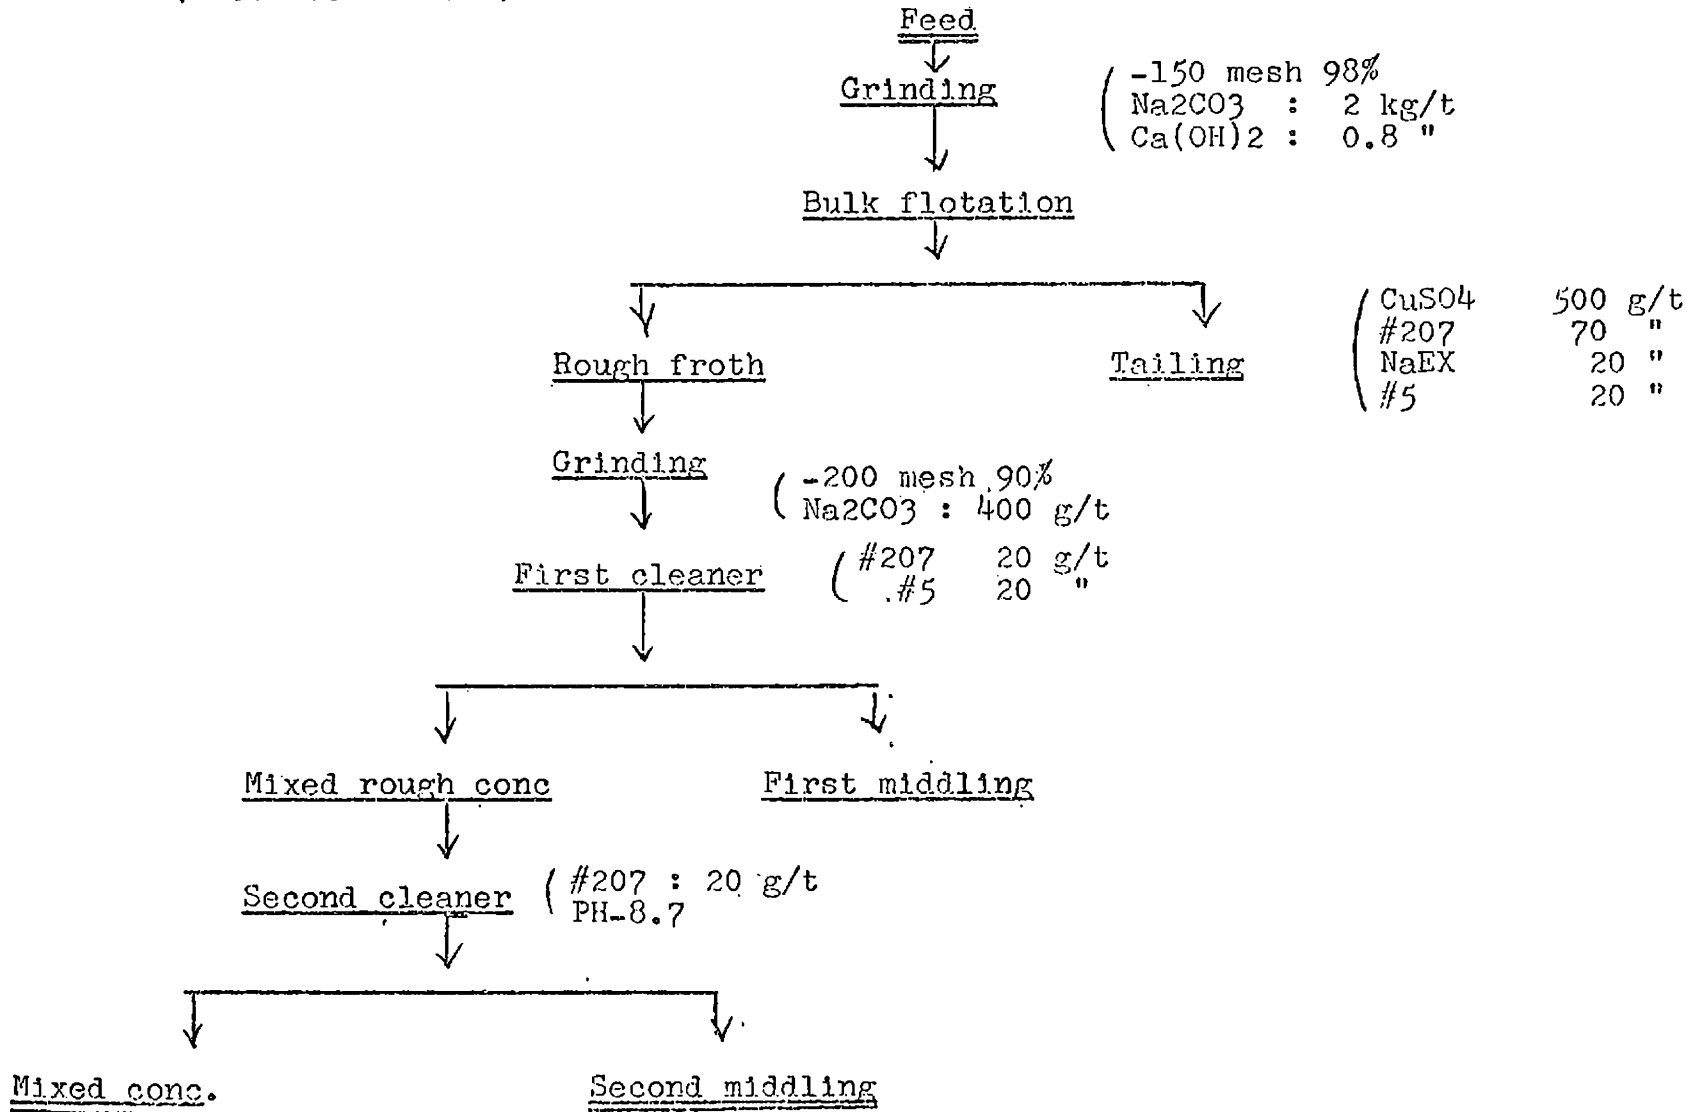 Feed
Grinding
-150 mesh 98%
Na2CO3 : 2 kg/t
Ca(OH)2 : 0.8 "
Bulk flotation
Rough froth
Tailing
CuSO4 500 g/t
#207 70 "
NaEX 20 "
#5 20 "
Grinding
-200 mesh 90%
Na2CO3 : 400 g/t
First cleaner
#207 20 g/t
#5 20 "
Mixed rough conc
First middling
Second cleaner
#207 : 20 g/t
PH-8.7
Mixed conc.
Second middling